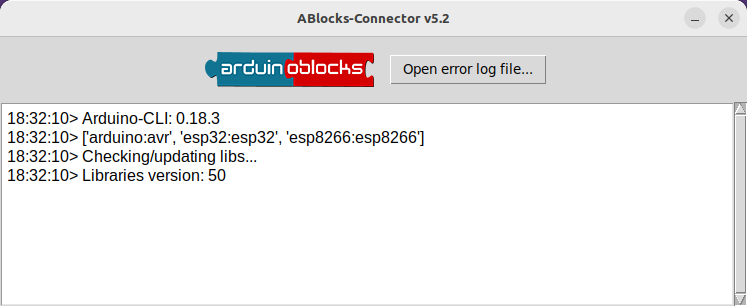 ABlocks-Connector v5.2
arduinoblocks
Open error log file...
18:32:10> Arduino-CLI: 0.18.3
18:32:10> ['arduino:avr', 'esp32:esp32', 'esp8266:esp8266']
18:32:10> Checking/updating libs...
18:32:10> Libraries version: 50